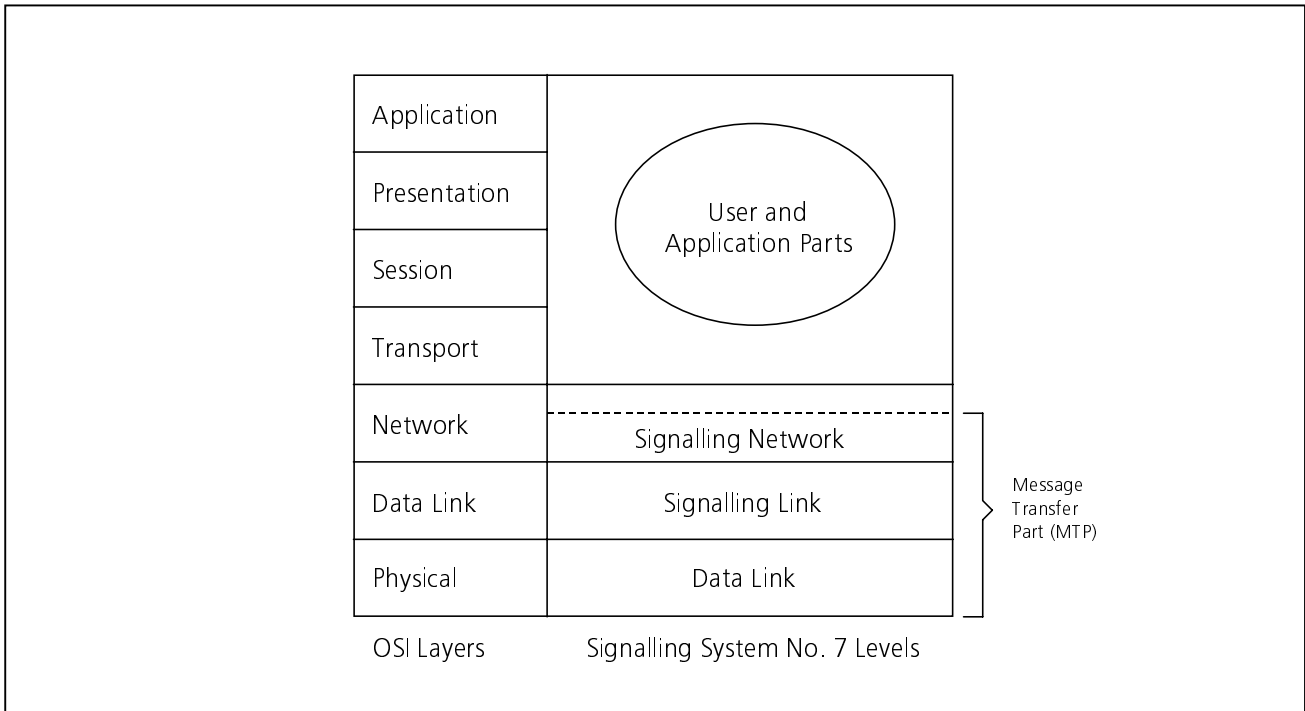 Application
Presentation
Session
Transport
Network
Data Link
Physical
OSI Layers
User and
Application Parts
Signalling Network
Signalling Link
Data Link
Signalling System No. 7 Levels
Message
Transfer
Part (MTP)